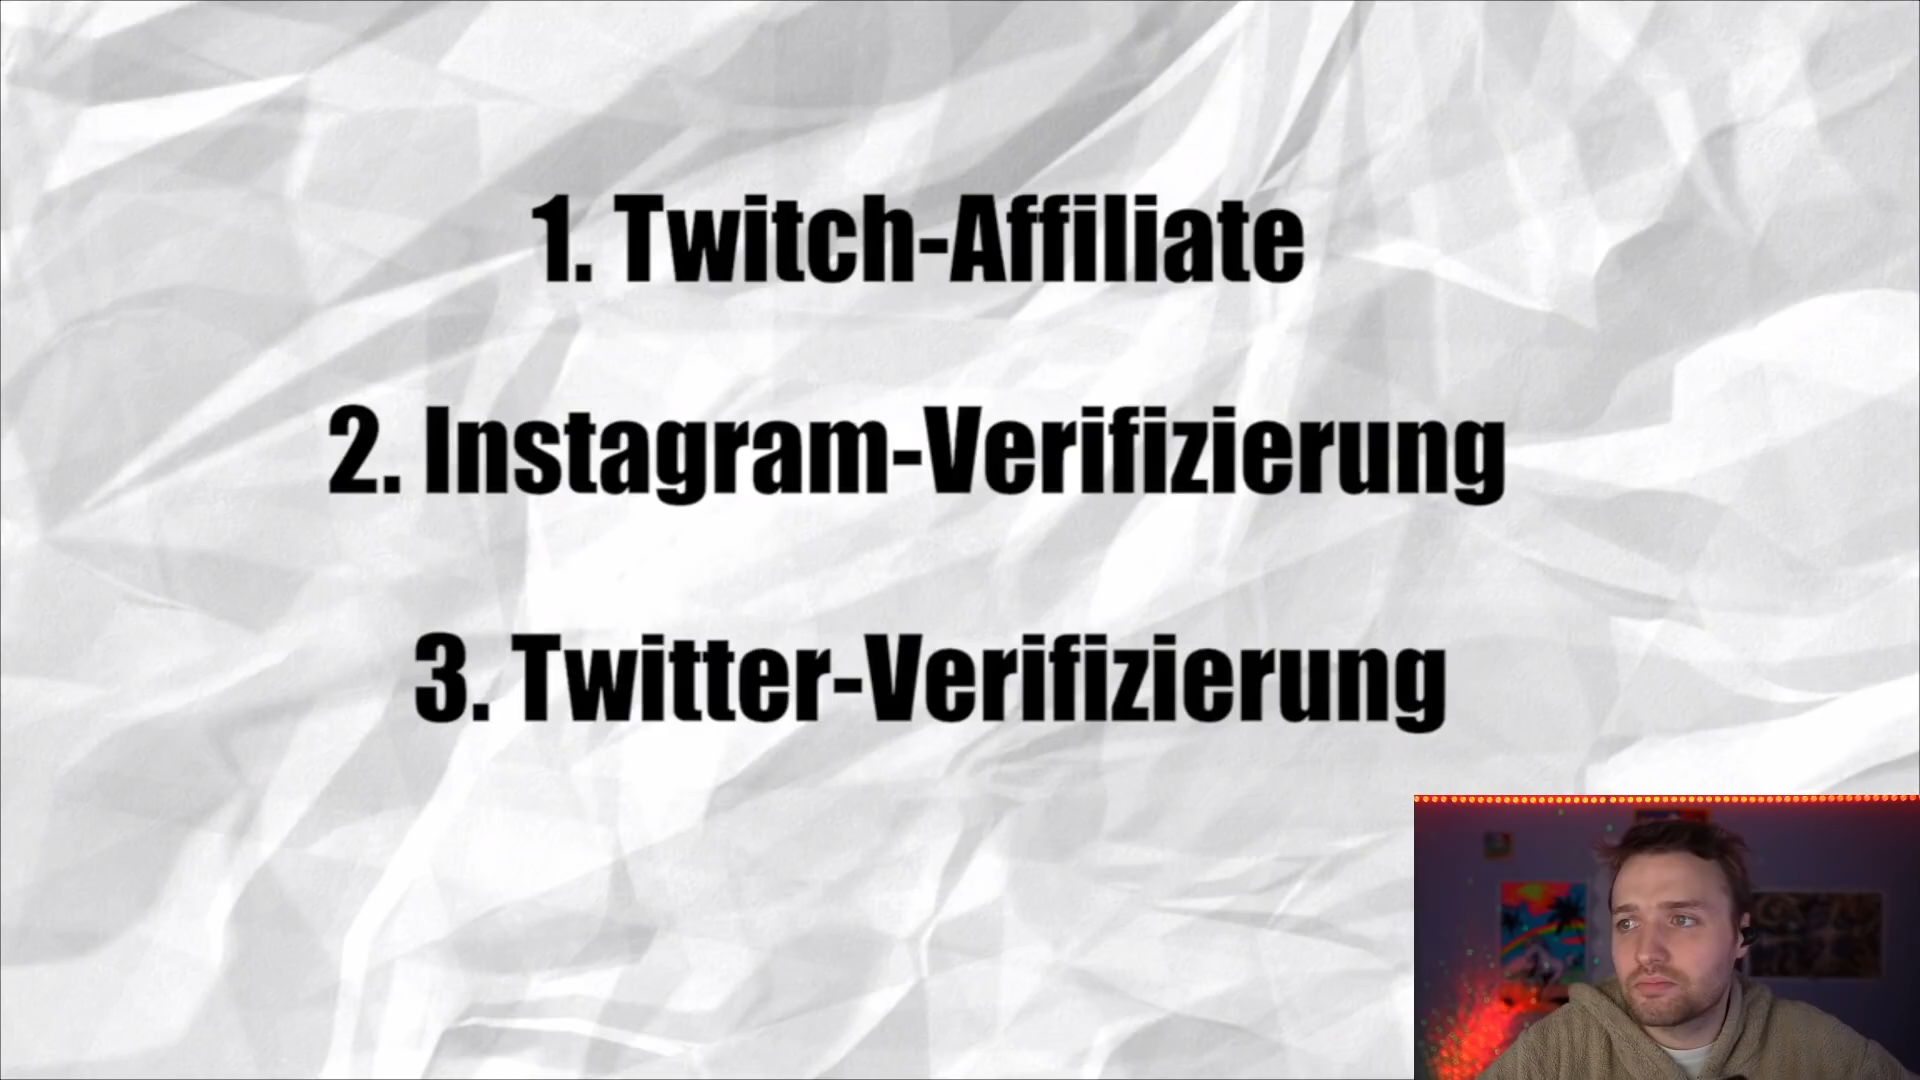 1. Twitch-Affiliate
2. Instagram-Verifizierung
3. Twitter-Verifizierung